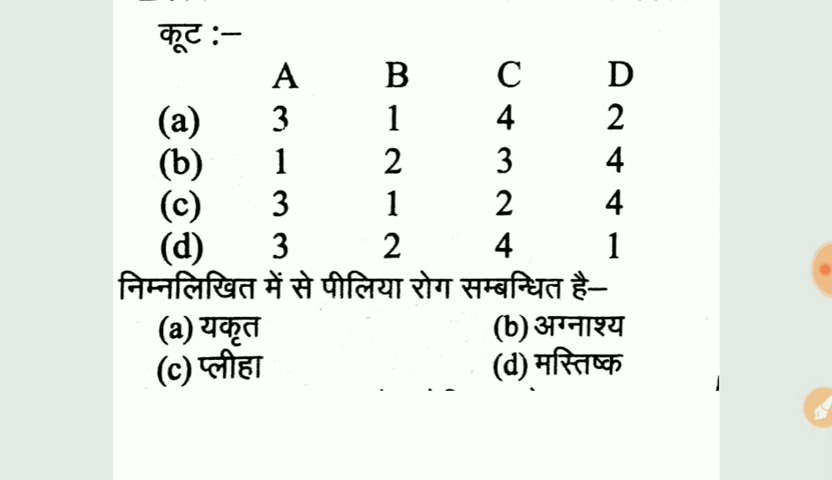 कूट :–
A B C D
(a) 3 1 4 2
(b) 1 2 3 4
(c) 3 1 2 4
(d) 3 2 4 1
निम्नलिखित में से पीलिया रोग सम्बन्धित है–
(a) यकृत (b) अग्नाश्य
(c) प्लीहा (d) मस्तिष्क